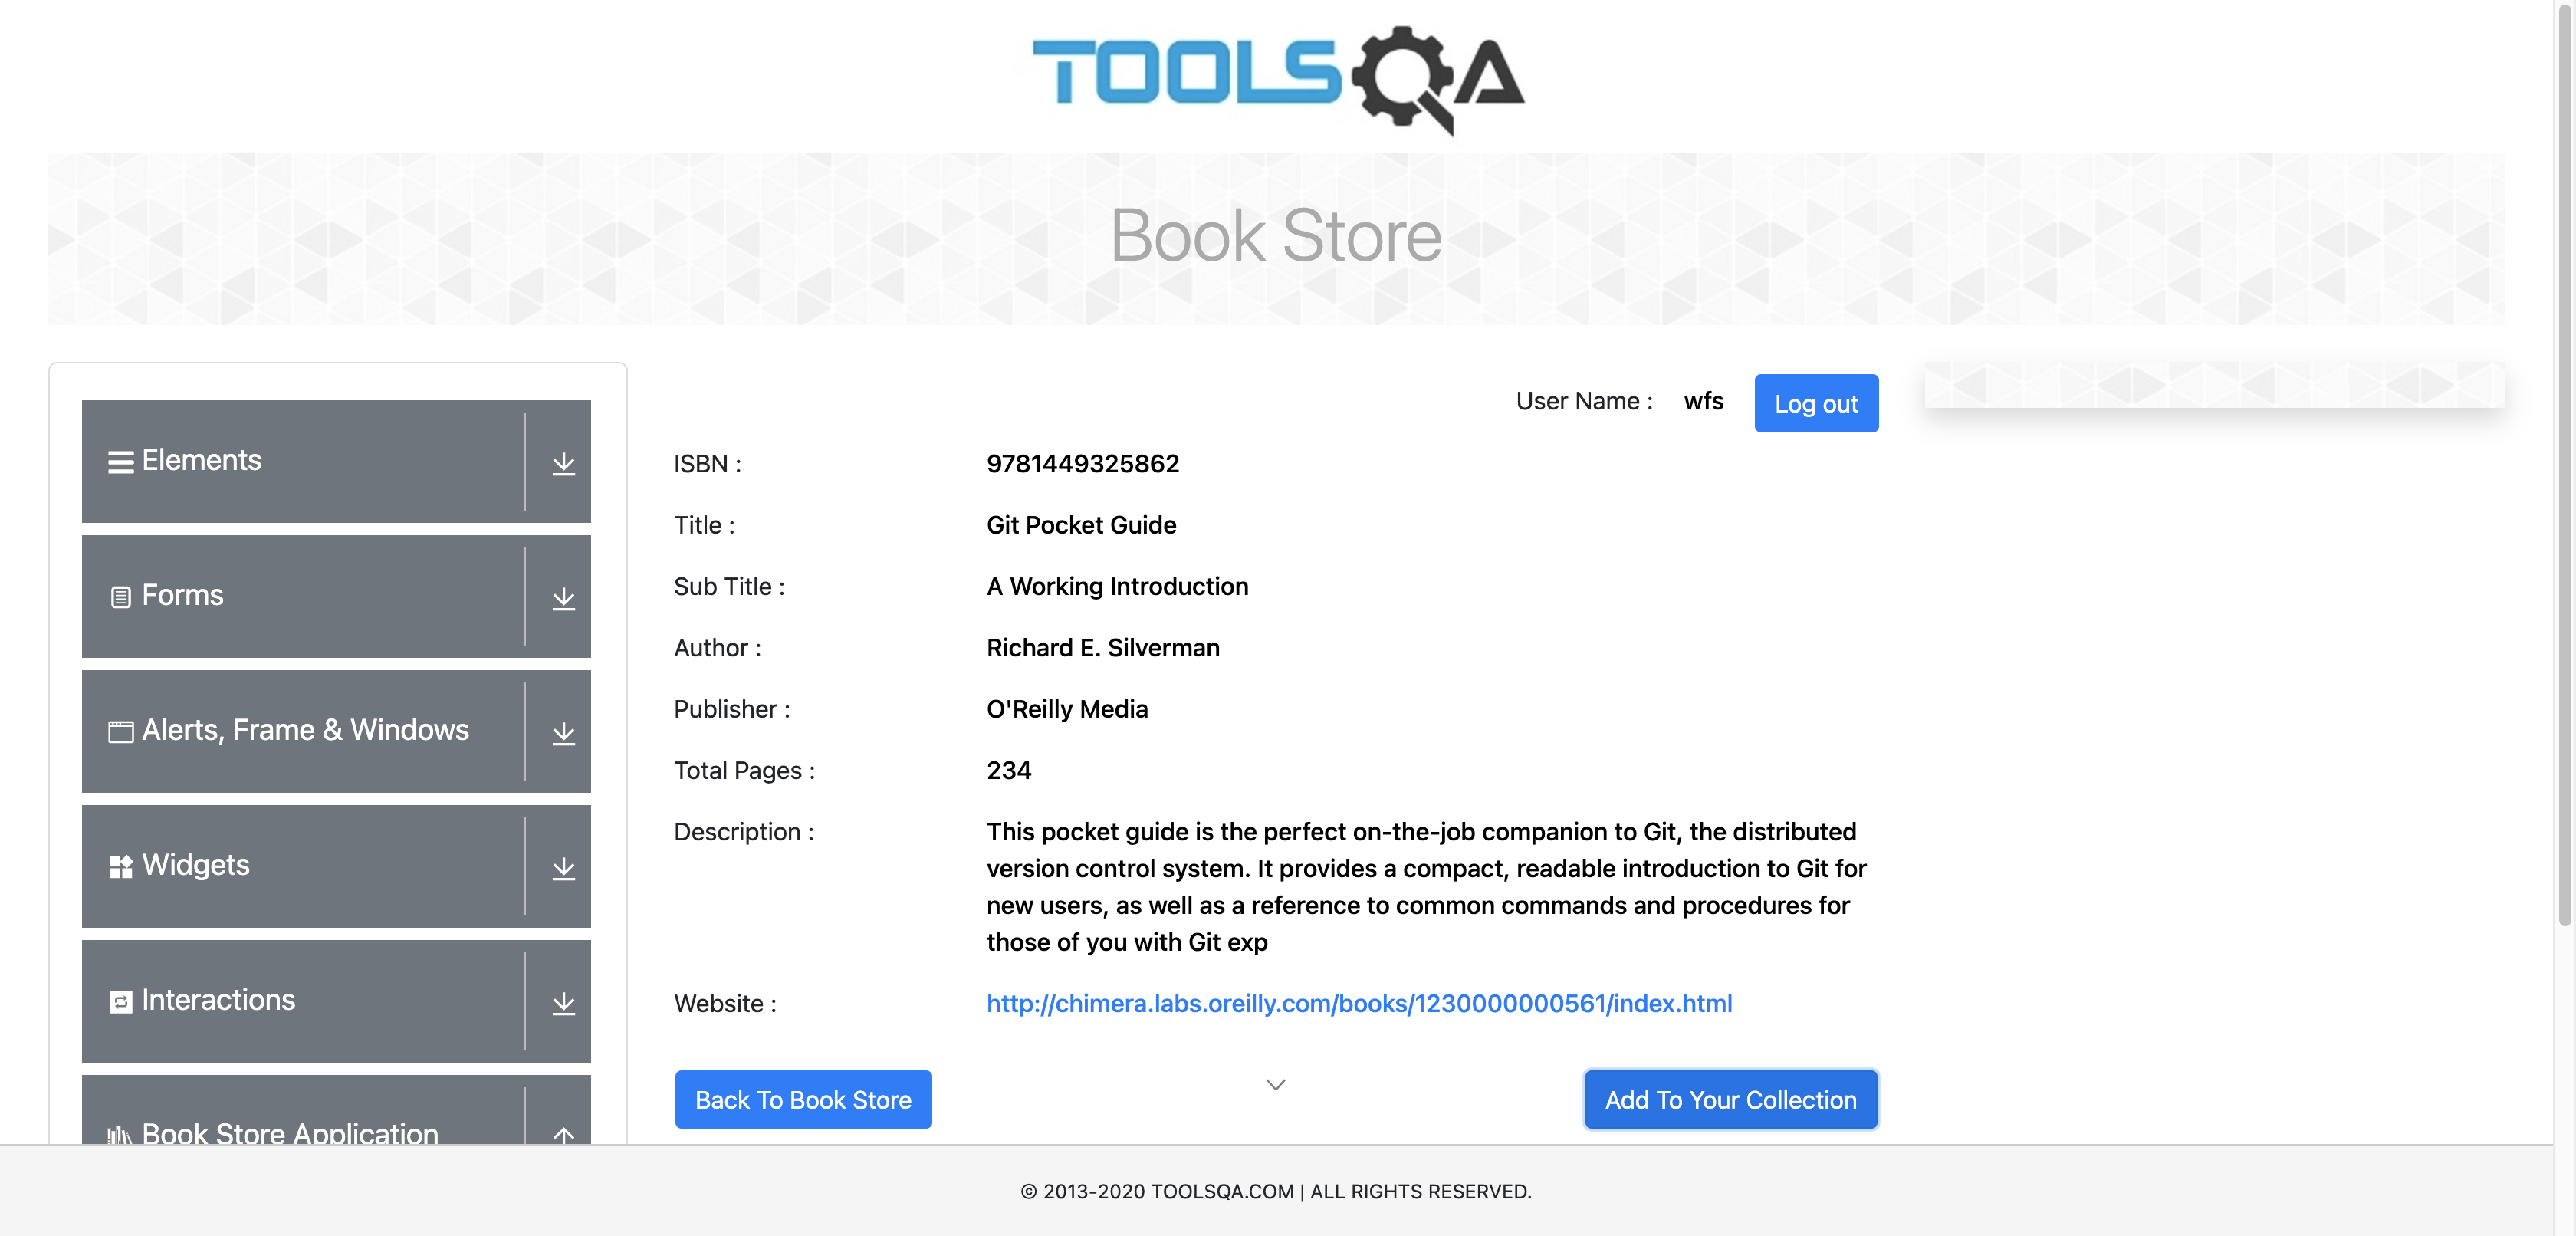 TOOLSQA
Book Store
Elements
Forms
Alerts, Frame & Windows
Widgets
Interactions
Book Store Application
User Name : wfs Log out
ISBN : 9781449325862
Title : Git Pocket Guide
Sub Title : A Working Introduction
Author : Richard E. Silverman
Publisher : O'Reilly Media
Total Pages : 234
Description : This pocket guide is the perfect on-the-job companion to Git, the distributed
version control system. It provides a compact, readable introduction to Git for
new users, as well as a reference to common commands and procedures for
those of you with Git exp
Website : http://chimera.labs.oreilly.com/books/1230000000561/index.html
Back To Book Store Add To Your Collection
© 2013-2020 TOOLSQA.COM | ALL RIGHTS RESERVED.